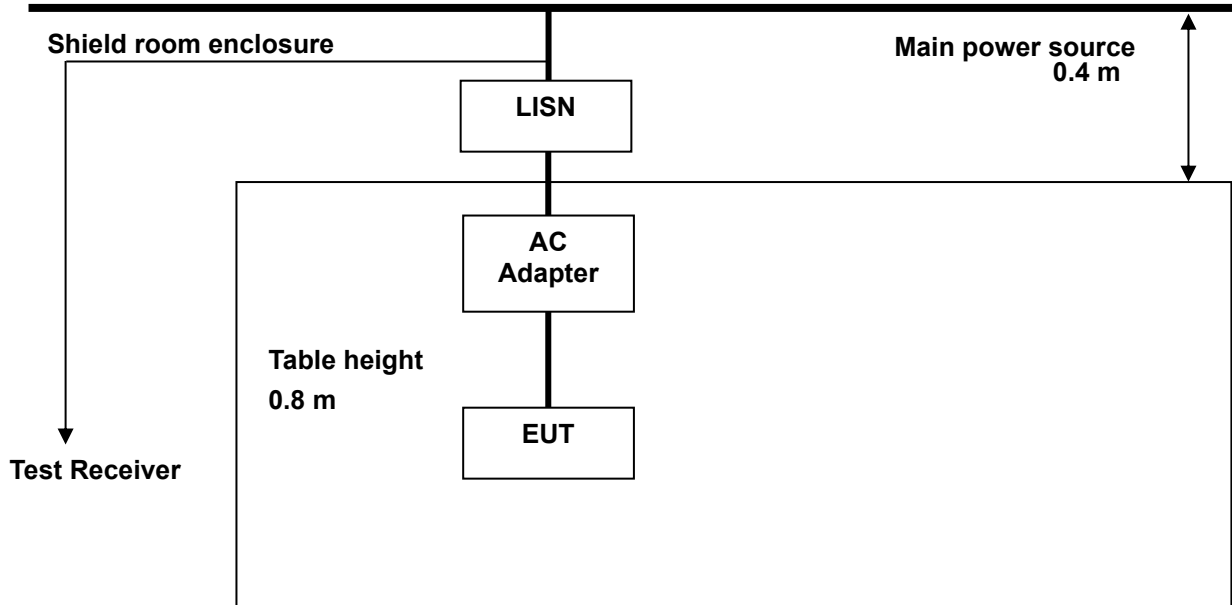 Shield room enclosure
Main power source
0.4 m
LISN
AC
Adapter
Table height
0.8 m
EUT
Test Receiver